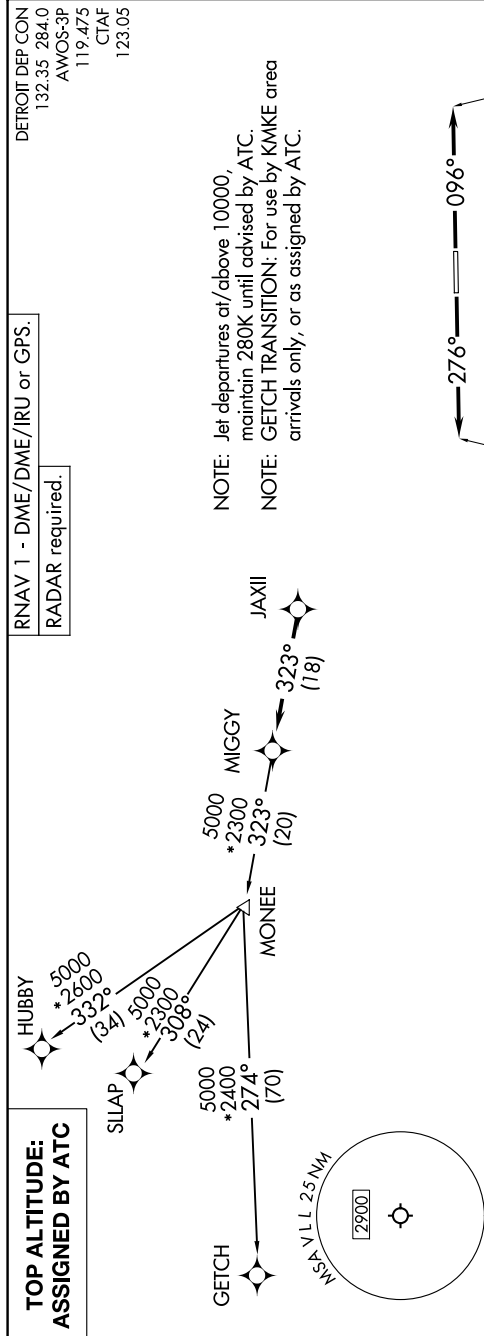 TOP ALTITUDE:
ASSIGNED BY ATC
RNAV 1 - DME/DME/IRU or GPS.
RADAR required.
DETROIT DEP CON
132.35 284.0
AWOS-3P
119.475
CTAF
123.05
HUBBY
5000
*2600
332°
(34)
SLLAP
5000
*2300
308°
(24)
GETCH
5000
*2400
274°
(70)
MONEE
5000
*2300
323°
(20)
MIGGY
323°
(18)
JAXII
NOTE: Jet departures at/above 10000,
maintain 280K until advised by ATC.
NOTE: GETCH TRANSITION: For use by KMKE area
arrivals only, or as assigned by ATC.
MSA VLL 25 NM
2900
276°
096°